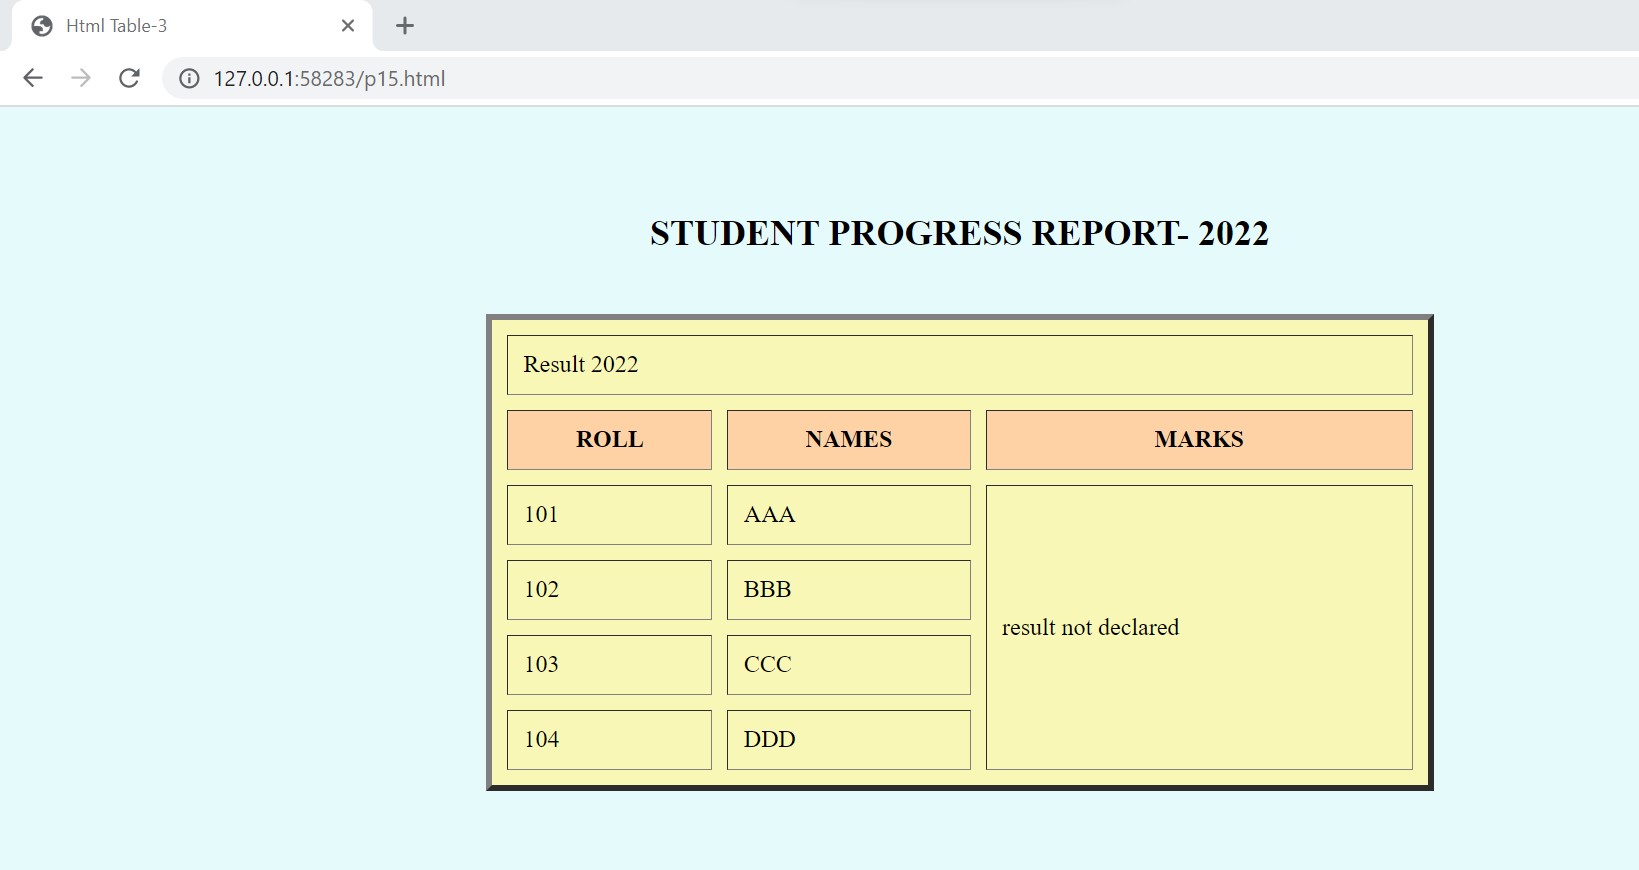 Html Table-3
127.0.0.1:58283/p15.html
STUDENT PROGRESS REPORT- 2022
Result 2022
ROLL NAMES MARKS
101 AAA
102 BBB
result not declared
103 CCC
104 DDD